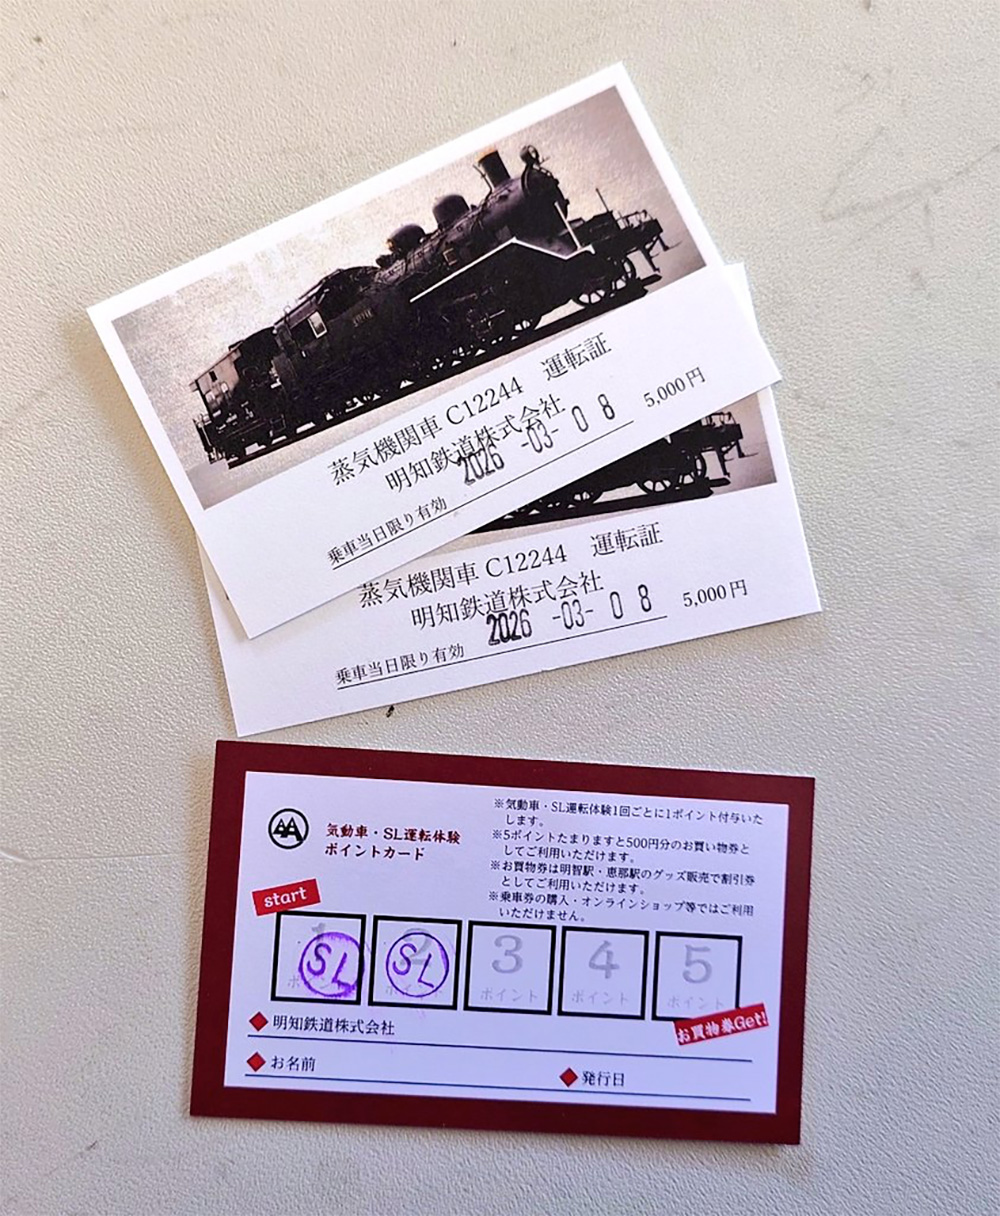 蒸気機関車 C12244 運転証
明知鉄道株式会社
2026 -03- 08
5,000円
乗車当日限り有効
蒸気機関車 C12244 運転証
明知鉄道株式会社
2026 -03- 08
5,000円
乗車当日限り有効
気動車・SL運転体験
ポイントカード
※気動車・SL運転体験1回ごとに1ポイント付与いた
します。
※5ポイントたまりますと500円分のお買い物券と
してご利用いただけます。
※お買物券は明智駅・恵那駅のグッズ販売で割引券
としてご利用いただけます。
※乗車券の購入・オンラインショップ等ではご利用
いただけません。
start
1 2 3 4 5
SL SL
ポイント ポイント ポイント ポイント ポイント
お買物券Get!
明知鉄道株式会社
お名前
発行日